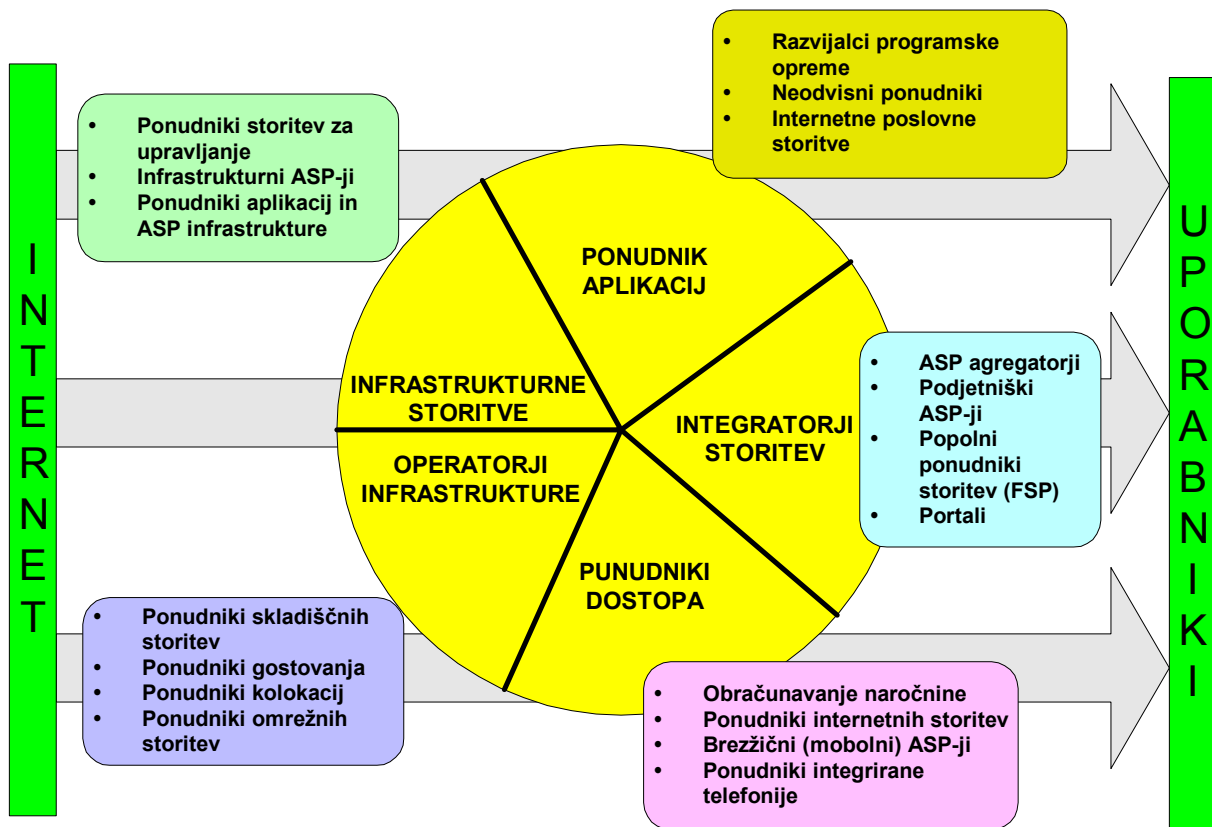 INTERNET
• Ponudniki storitev za
upravljanje
• Infrastrukturni ASP-ji
• Ponudniki aplikacij in
ASP infrastrukture
• Razvijalci programske
opreme
• Neodvisni ponudniki
• Internetne poslovne
storitve
PONUDNIK
APLIKACIJ
INFRASTRUKTURNE
STORITVE
INTEGRATORJI
STORITEV
OPERATORJI
INFRASTRUKTURE
PUNUDNIKI
DOSTOPA
• ASP agregatorji
• Podjetniški
ASP-ji
• Popolni
ponudniki
storitev (FSP)
• Portali
• Ponudniki skladiščnih
storitev
• Ponudniki gostovanja
• Ponudniki kolokacij
• Ponudniki omrežnih
storitev
• Obračunavanje naročnine
• Ponudniki internetnih storitev
• Brezžični (mobolni) ASP-ji
• Ponudniki integrirane
telefonije
UPORABNIKI